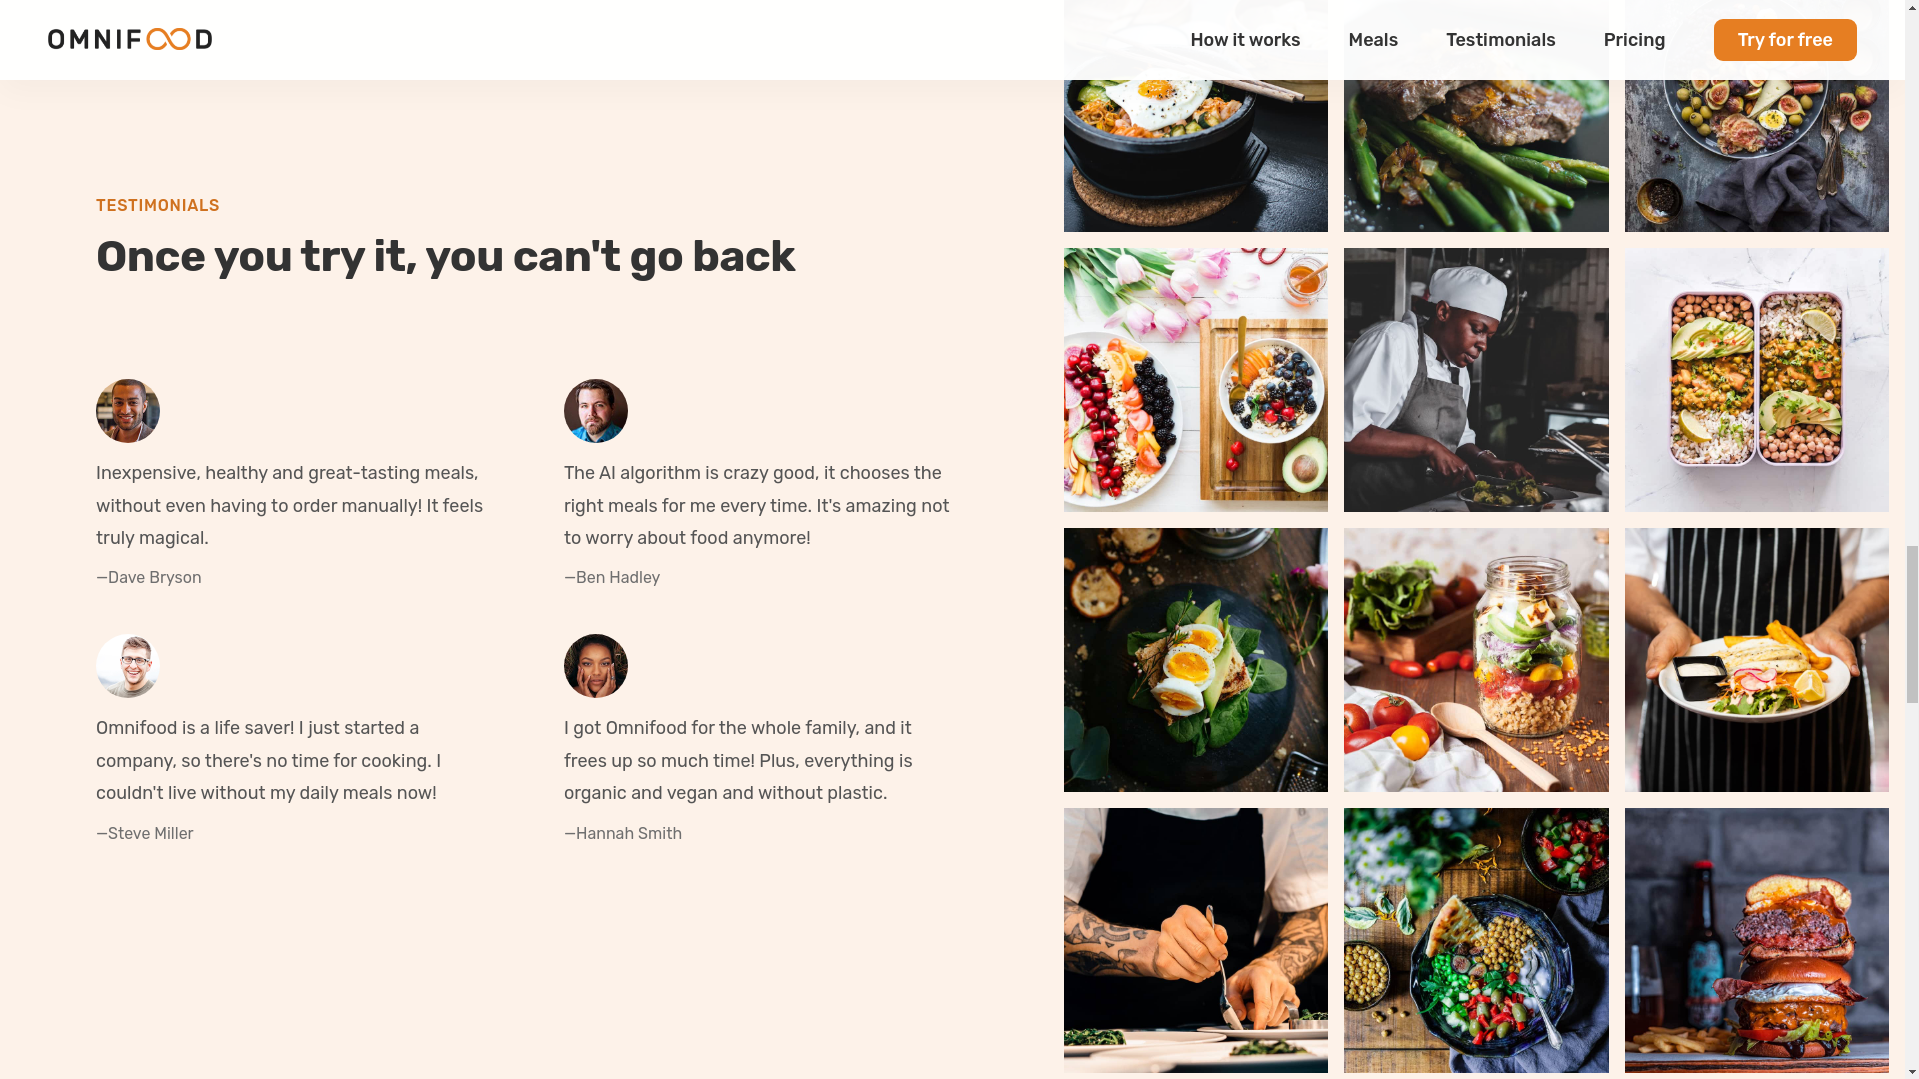 OMNIFOOD
How it works
Meals
Testimonials
Pricing
Try for free
TESTIMONIALS
Once you try it, you can't go back
Inexpensive, healthy and great-tasting meals,
without even having to order manually! It feels
truly magical.
—Dave Bryson
The AI algorithm is crazy good, it chooses the
right meals for me every time. It's amazing not
to worry about food anymore!
—Ben Hadley
Omnifood is a life saver! I just started a
company, so there's no time for cooking. I
couldn't live without my daily meals now!
—Steve Miller
I got Omnifood for the whole family, and it
frees up so much time! Plus, everything is
organic and vegan and without plastic.
—Hannah Smith